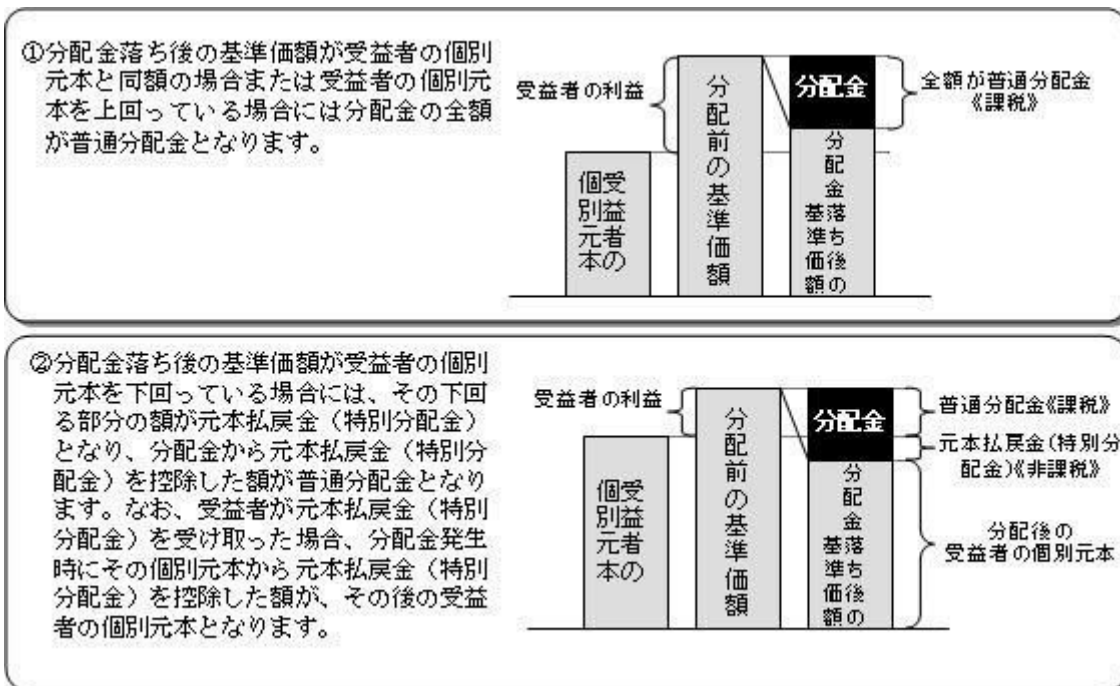 ①分配金落ち後の基準価額が受益者の個別
元本と同額の場合または受益者の個別元
本を上回っている場合には分配金の全額
が普通分配金となります。
受益者の利益
受益者の
個別元本
分配前の基準価額
分配金
分配金落ち後の
基準価額
全額が普通分配金
《課税》
②分配金落ち後の基準価額が受益者の個別
元本を下回っている場合には、その下回
る部分の額が元本払戻金（特別分配金）
となり、分配金から元本払戻金（特別分
配金）を控除した額が普通分配金となり
ます。なお、受益者が元本払戻金（特別
分配金）を受け取った場合、分配金発生
時にその個別元本から元本払戻金（特別
分配金）を控除した額が、その後の受益
者の個別元本となります。
受益者の利益
受益者の
個別元本
分配前の基準価額
分配金
分配金落ち後の
基準価額
普通分配金《課税》
元本払戻金(特別分
配金)《非課税》
分配後の
受益者の個別元本